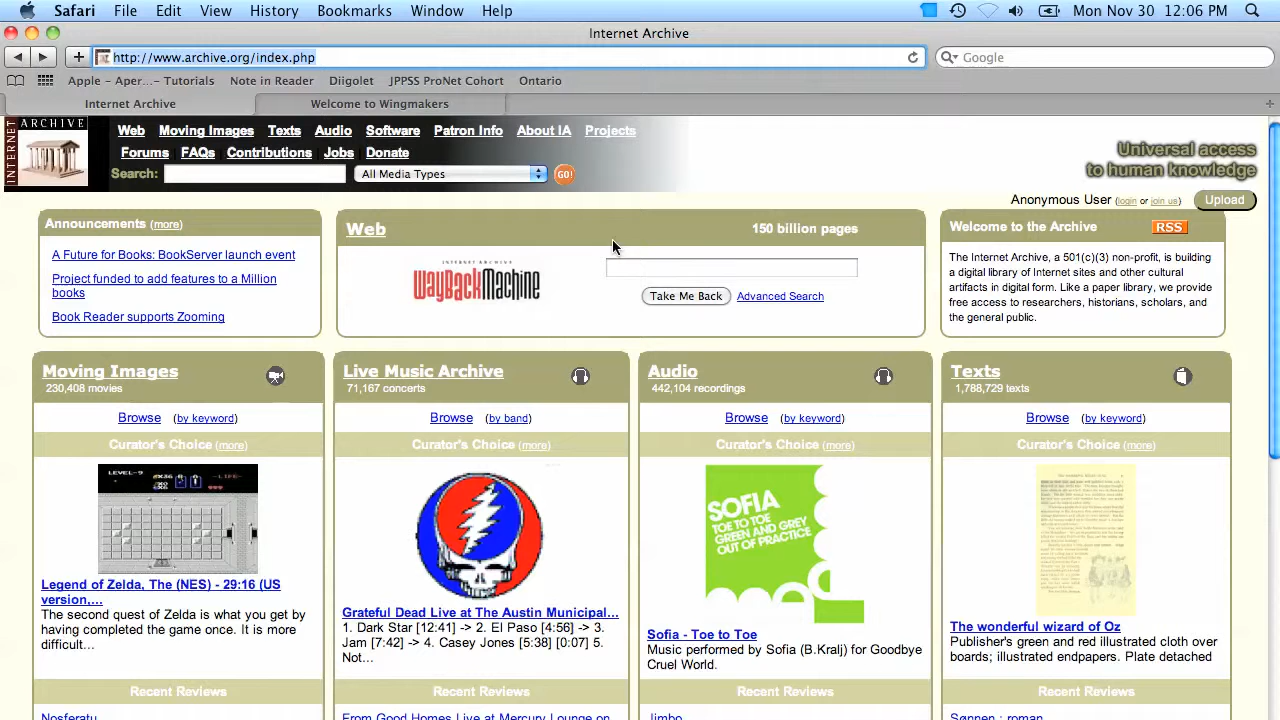 Safari File Edit View History Bookmarks Window Help Mon Nov 30 12:06 PM
Internet Archive
http://www.archive.org/index.php Google
Apple - Aper...- Tutorials Note in Reader Diigolet JPPSS ProNet Cohort Ontario
Internet Archive Welcome to Wingmakers
INTERNET ARCHIVE
Web Moving Images Texts Audio Software Patron Info About IA Projects
Forums FAQs Contributions Jobs Donate
Search: All Media Types GO!
Universal access
to human knowledge
Anonymous User (login or join us) Upload
Announcements (more)
A Future for Books: BookServer launch event
Project funded to add features to a Million
books
Book Reader supports Zooming
Web 150 billion pages
INTERNET ARCHIVE
WayBackMachine
Take Me Back Advanced Search
Welcome to the Archive RSS
The Internet Archive, a 501(c)(3) non-profit, is building
a digital library of Internet sites and other cultural
artifacts in digital form. Like a paper library, we provide
free access to researchers, historians, scholars, and
the general public.
Moving Images
230,408 movies
Browse (by keyword)
Curator's Choice (more)
LEVEL-9 -LIFE-
Legend of Zelda, The (NES) - 29:16 (US
version,...
The second quest of Zelda is what you get by
having completed the game once. It is more
difficult...
Recent Reviews
Nosferatu
Live Music Archive
71,167 concerts
Browse (by band)
Curator's Choice (more)
Grateful Dead Live at The Austin Municipal...
1. Dark Star [12:41] -> 2. El Paso [4:56] -> 3.
Jam [7:42] -> 4. Casey Jones [5:38] [0:07] 5.
Not...
Recent Reviews
From Good Homes Live at Mercury Lounge on
Audio
442,104 recordings
Browse (by keyword)
Curator's Choice (more)
SOFIA
TOE TO TOE
GREEN AND GREY
OUT OF PRACTICE
Sofia - Toe to Toe
Music performed by Sofia (B.Kralj) for Goodbye
Cruel World.
Recent Reviews
Jimbo
Texts
1,788,729 texts
Browse (by keyword)
Curator's Choice (more)
The wonderful wizard of Oz
Publisher's green and red illustrated cloth over
boards; illustrated endpapers. Plate detached
Recent Reviews
Sønnen : roman